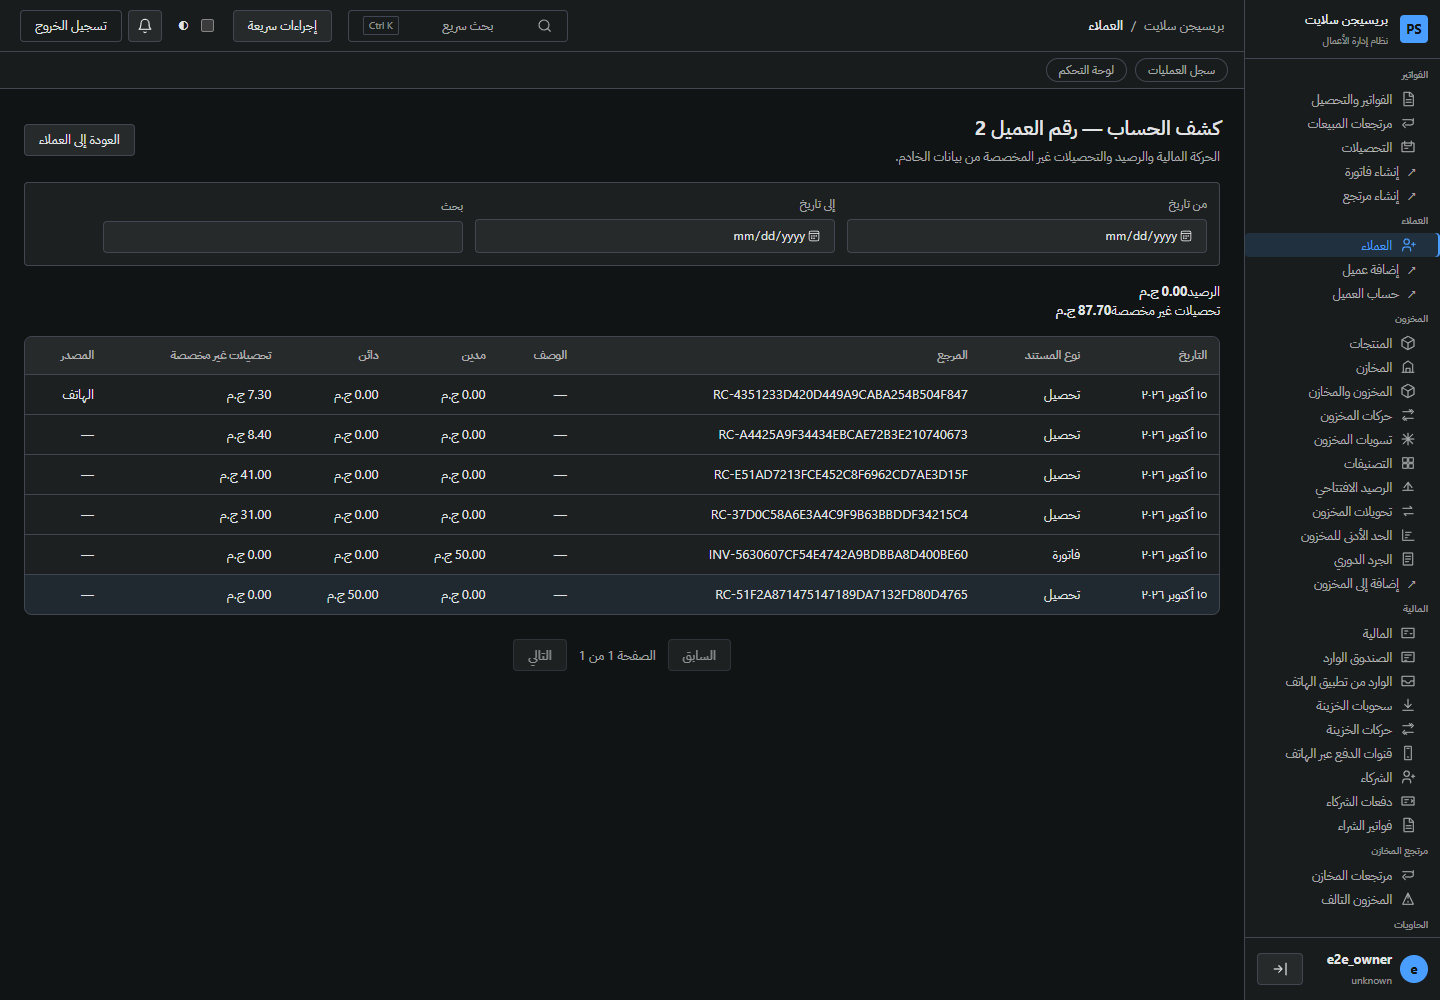 PS
بريسيجن سلايت
نظام إدارة الأعمال
الفواتير
الفواتير والتحصيل
مرتجعات المبيعات
التحصيلات
إنشاء فاتورة
إنشاء مرتجع
العملاء
العملاء
إضافة عميل
حساب العميل
المخزون
المنتجات
المخازن
المخزون والمخازن
حركات المخزون
تسويات المخزون
التصنيفات
الرصيد الافتتاحي
تحويلات المخزون
الحد الأدنى للمخزون
الجرد الدوري
إضافة إلى المخزون
المالية
المالية
الصندوق الوارد
الوارد من تطبيق الهاتف
سحوبات الخزينة
حركات الخزينة
قنوات الدفع عبر الهاتف
الشركاء
دفعات الشركاء
فواتير الشراء
مرتجع المخازن
مرتجعات المخازن
المخزون التالف
الحاويات
e
e2e_owner
unknown
بريسيجن سلايت / العملاء
بحث سريع Ctrl K
إجراءات سريعة
تسجيل الخروج
سجل العمليات
لوحة التحكم
كشف الحساب — رقم العميل 2
الحركة المالية والرصيد والتحصيلات غير المخصصة من بيانات الخادم.
العودة إلى العملاء
من تاريخ إلى تاريخ بحث
mm/dd/yyyy mm/dd/yyyy
الرصيد0.00 ج.م
تحصيلات غير مخصصة87.70 ج.م
التاريخ نوع المستند المرجع الوصف مدين دائن تحصيلات غير مخصصة المصدر
١٥ أكتوبر ٢٠٢٦ تحصيل RC-4351233D420D449A9CABA254B504F847 — 0.00 ج.م 0.00 ج.م 7.30 ج.م الهاتف
١٥ أكتوبر ٢٠٢٦ تحصيل RC-A4425A9F34434EBCAE72B3E210740673 — 0.00 ج.م 0.00 ج.م 8.40 ج.م —
١٥ أكتوبر ٢٠٢٦ تحصيل RC-E51AD7213FCE452C8F6962CD7AE3D15F — 0.00 ج.م 0.00 ج.م 41.00 ج.م —
١٥ أكتوبر ٢٠٢٦ تحصيل RC-37D0C58A6E3A4C9F9B63BBDDF34215C4 — 0.00 ج.م 0.00 ج.م 31.00 ج.م —
١٥ أكتوبر ٢٠٢٦ فاتورة INV-5630607CF54E4742A9BDBBA8D400BE60 — 50.00 ج.م 0.00 ج.م 0.00 ج.م —
١٥ أكتوبر ٢٠٢٦ تحصيل RC-51F2A871475147189DA7132FD80D4765 — 0.00 ج.م 50.00 ج.م 0.00 ج.م —
السابق الصفحة 1 من 1 التالي